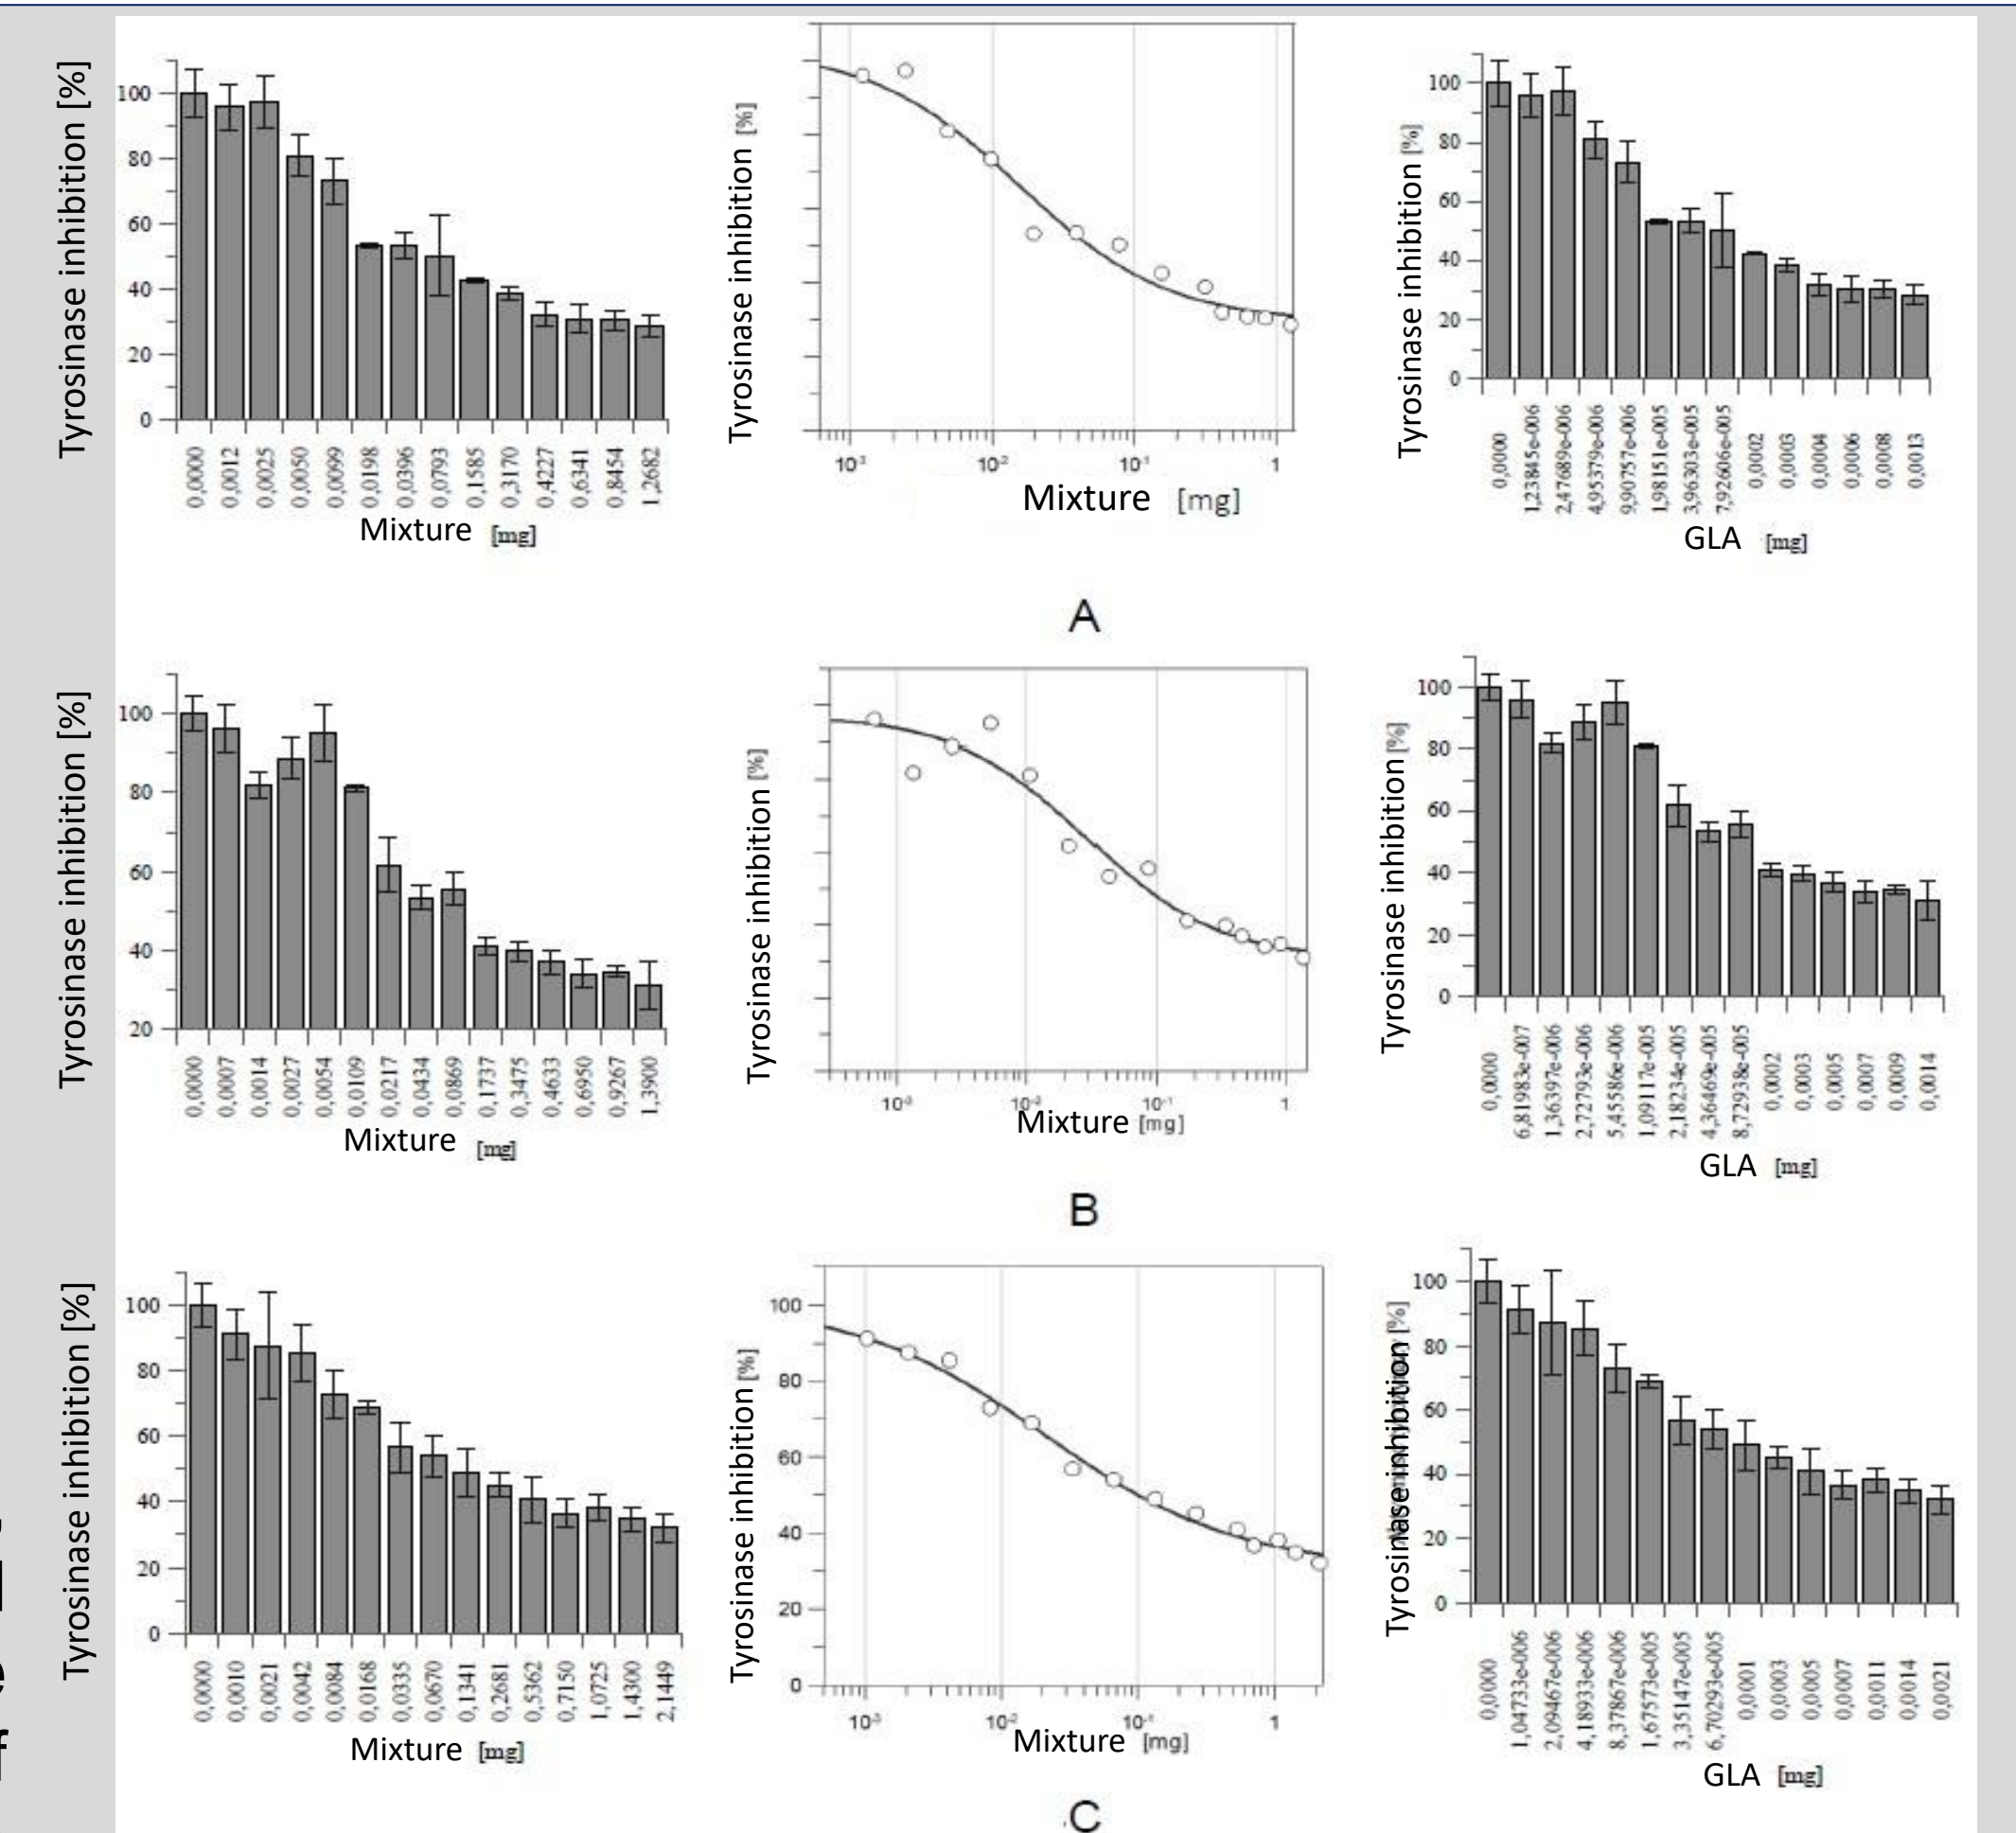 Tyrosinase inhibition [%]
100
80
60
40
20
0
0,0000
0,0012
0,0025
0,0050
0,0099
0,0198
0,0396
0,0793
0,1585
0,3170
0,4227
0,6341
0,8454
1,2682
Mixture [mg]
Tyrosinase inhibition [%]
10-3
10-2
10-1
1
Mixture [mg]
Tyrosinase inhibition [%]
100
80
60
40
20
0
0,0000
1,23845e-006
2,47689e-006
4,95379e-006
9,90757e-006
1,98151e-005
3,96303e-005
7,92606e-005
0,0002
0,0003
0,0004
0,0006
0,0008
0,0013
GLA [mg]
A
Tyrosinase inhibition [%]
100
80
60
40
20
0,0000
0,0007
0,0014
0,0027
0,0054
0,0109
0,0217
0,0434
0,0869
0,1737
0,3475
0,4633
0,6950
0,9267
1,3900
Mixture [mg]
Tyrosinase inhibition [%]
10-3
10-2
10-1
1
Mixture [mg]
Tyrosinase inhibition [%]
100
80
60
40
20
0
0,0000
6,81983e-007
1,36397e-006
2,72793e-006
5,45586e-006
1,09117e-005
2,18234e-005
4,36469e-005
8,72938e-005
0,0002
0,0003
0,0005
0,0007
0,0009
0,0014
GLA [mg]
B
Tyrosinase inhibition [%]
100
80
60
40
20
0
0,0000
0,0010
0,0021
0,0042
0,0084
0,0168
0,0335
0,0670
0,1341
0,2681
0,5362
0,7150
1,0725
1,4300
2,1449
Mixture [mg]
Tyrosinase inhibition [%]
100
80
60
40
20
0
10-3
10-2
10-1
1
Mixture [mg]
Tyrosinase inhibition [%]
100
80
60
40
20
0
0,0000
1,04733e-006
2,09467e-006
4,18933e-006
8,37867e-006
1,67573e-005
3,35147e-005
6,70293e-005
0,0001
0,0003
0,0005
0,0007
0,0011
0,0014
0,0021
GLA [mg]
.C